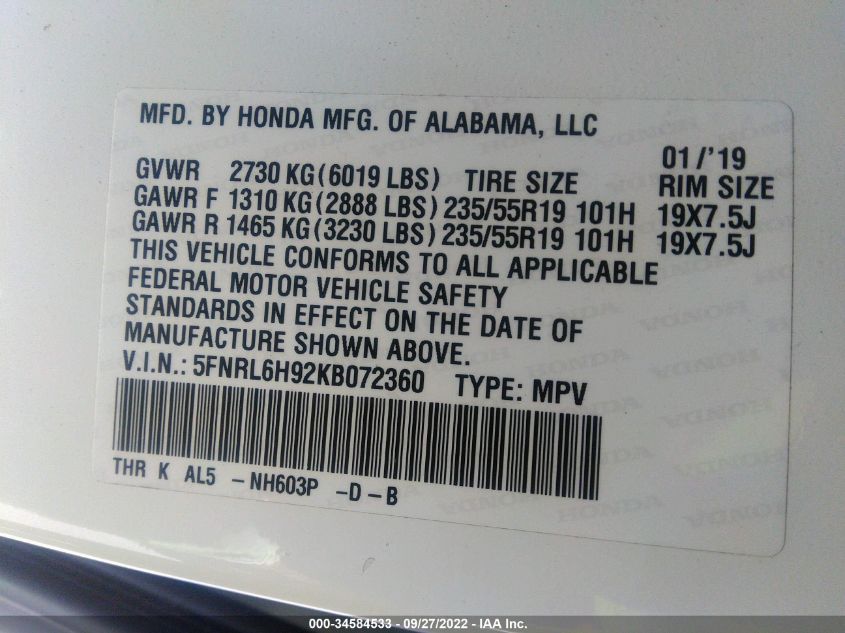 MFD. BY HONDA MFG. OF ALABAMA, LLC
01/'19
GVWR 2730 KG (6019 LBS) TIRE SIZE RIM SIZE
GAWR F 1310 KG (2888 LBS) 235/55R19 101H 19X7.5J
GAWR R 1465 KG (3230 LBS) 235/55R19 101H 19X7.5J
THIS VEHICLE CONFORMS TO ALL APPLICABLE
FEDERAL MOTOR VEHICLE SAFETY
STANDARDS IN EFFECT ON THE DATE OF
MANUFACTURE SHOWN ABOVE..
V.I.N.: 5FNRL6H92KB072360 TYPE: MPV
THR K AL5 -NH603P -D-B
000-34584533 - 09/27/2022 - IAA Inc.